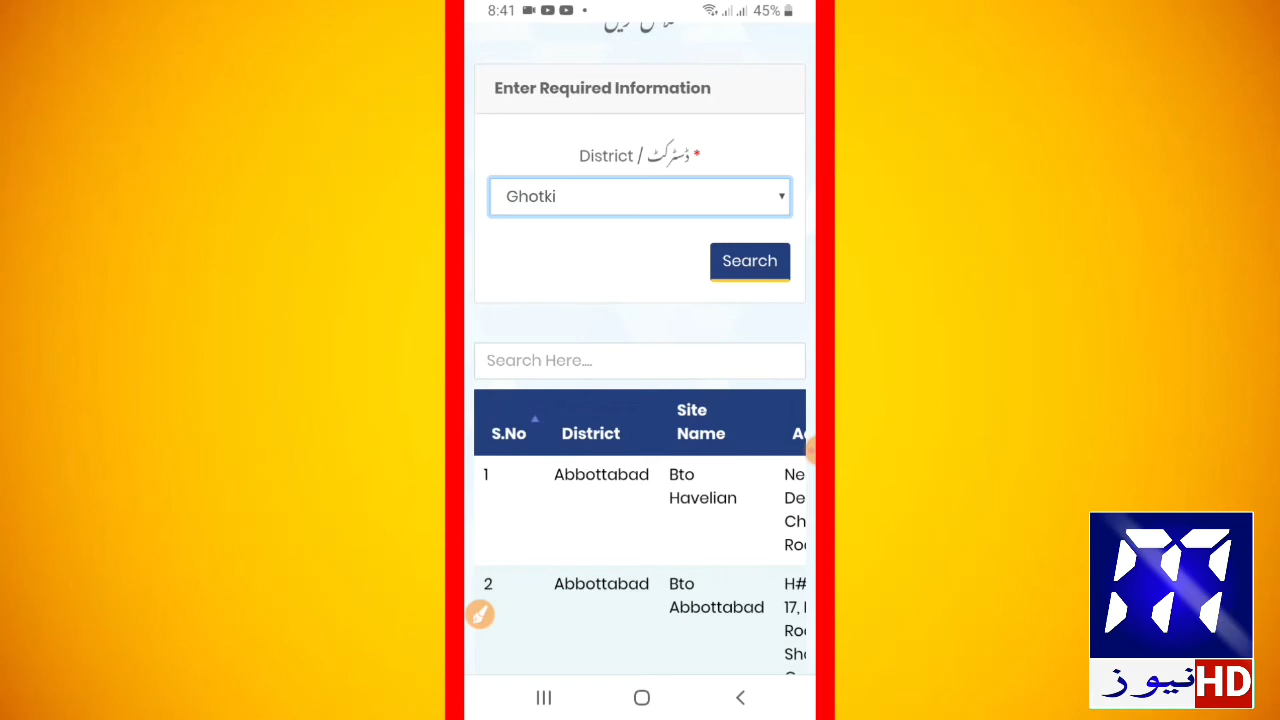 8:41
45%
Enter Required Information
District / ڈسٹرکٹ *
Ghotki
Search
Search Here....
S.No District Site Name
1 Abbottabad Bto Havelian
2 Abbottabad Bto Abbottabad H# 17,
نیوز HD